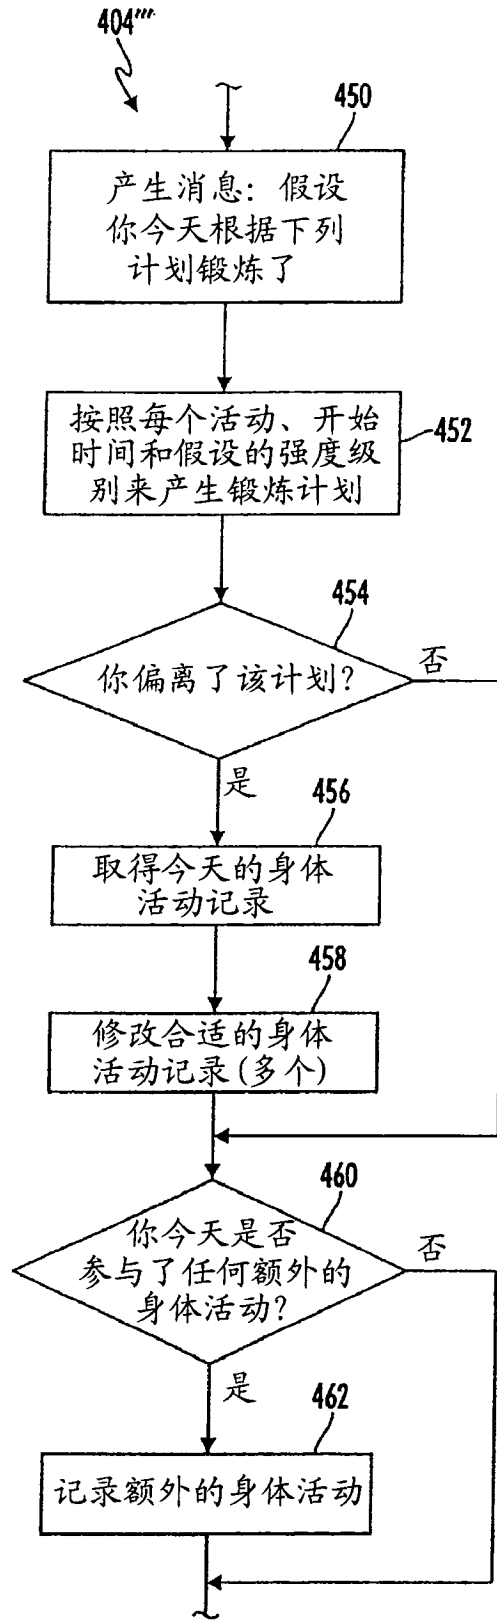 404'''
450
产生消息：假设
你今天根据下列
计划锻炼了
按照每个活动、开始
时间和假设的强度级
别来产生锻炼计划
452
454
你偏离了该计划？
否
是
456
取得今天的身体
活动记录
458
修改合适的身体
活动记录(多个)
460
你今天是否
参与了任何额外的
身体活动？
否
是
462
记录额外的身体活动